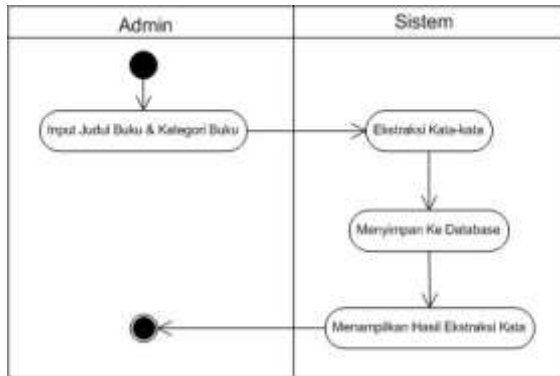 Admin
Sistem
Input Judul Buku & Kategori Buku
Ekstraksi Kata-kata
Menyimpan Ke Database
Menampilkan Hasil Ekstraksi Kata